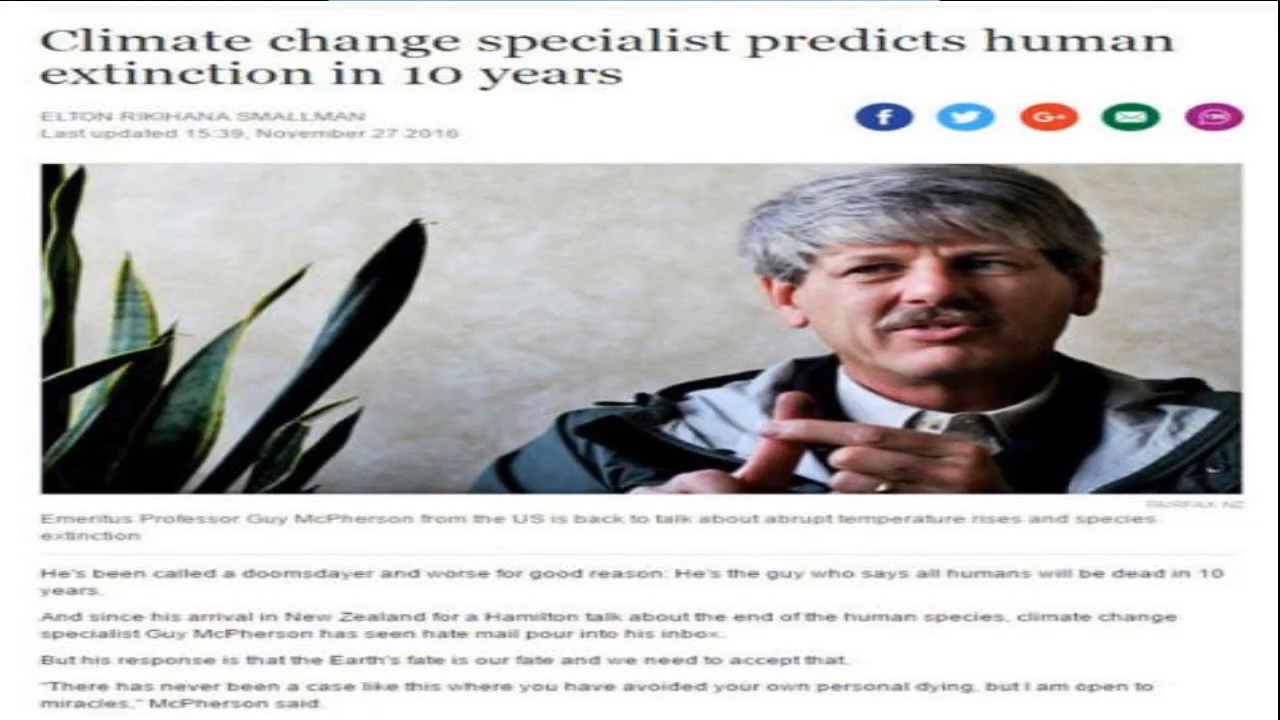 Climate change specialist predicts human
extinction in 10 years
ELTON RIKIHANA SMALLMAN
Last updated 15:39, November 27 2016
f
G+
FAIRFAX NZ
Emeritus Professor Guy McPherson from the US is back to talk about abrupt temperature rises and species
extinction
He's been called a doomsdayer and worse for good reason: He's the guy who says all humans will be dead in 10
years.
And since his arrival in New Zealand for a Hamilton talk about the end of the human species, climate change
specialist Guy McPherson has seen hate mail pour into his inbox.
But his response is that the Earth's fate is our fate and we need to accept that.
"There has never been a case like this where you have avoided your own personal dying, but I am open to
miracles," McPherson said.